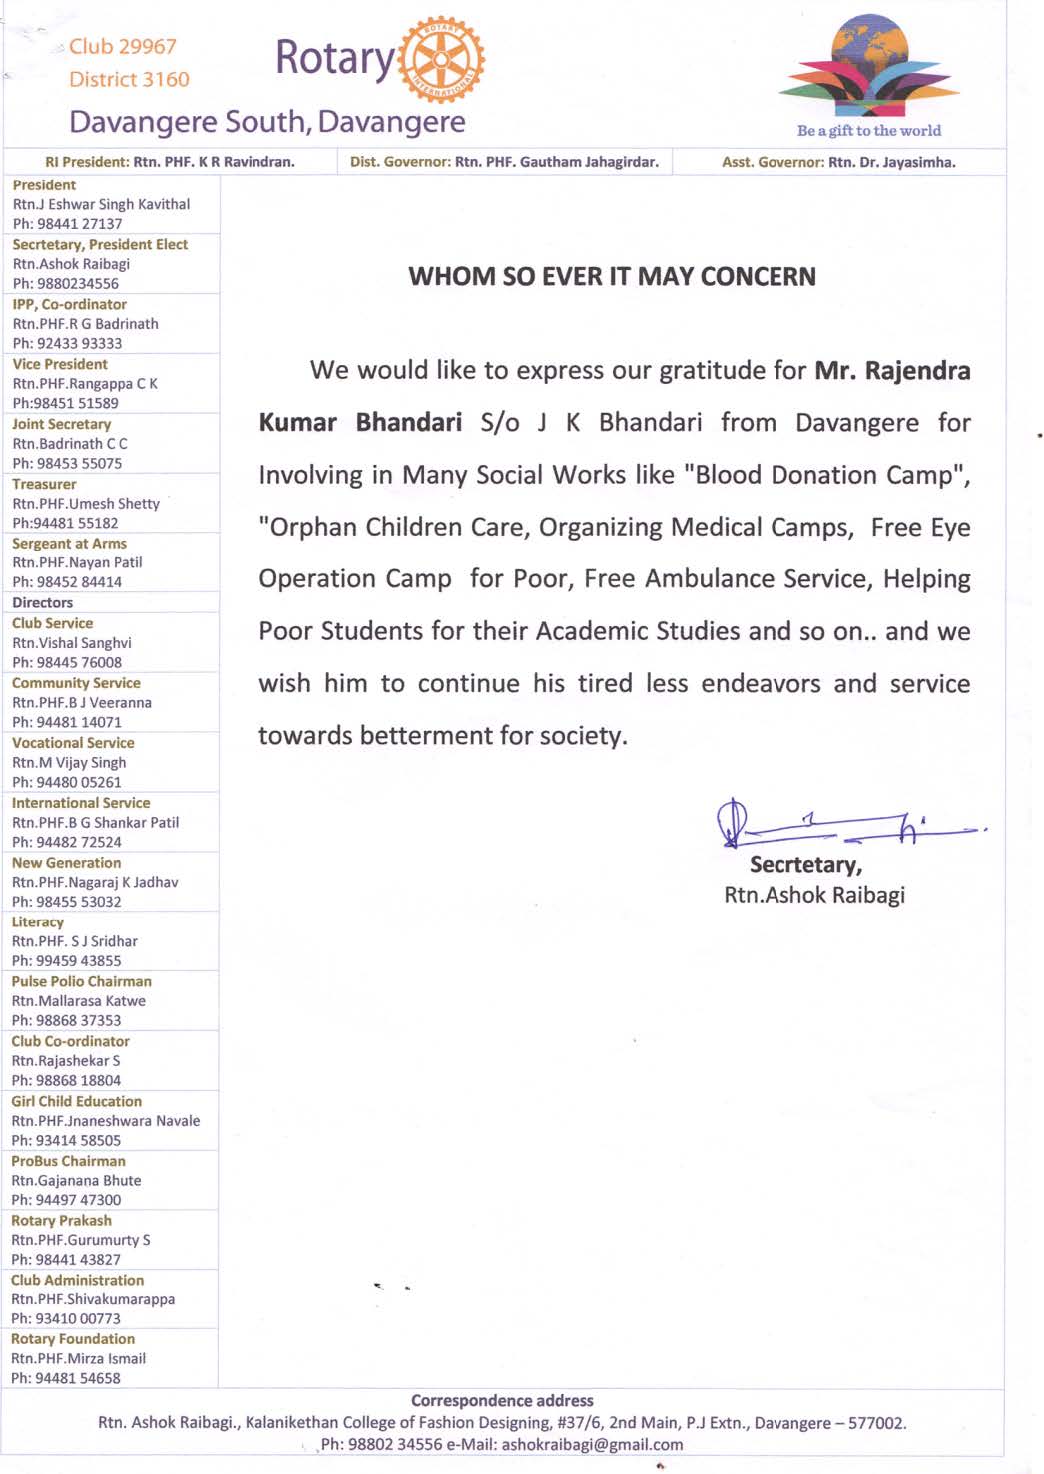 Club 29967
District 3160
Rotary
ROTARY
INTERNATIONAL
Davangere South, Davangere
Be a gift to the world
RI President: Rtn. PHF. K R Ravindran.
Dist. Governor: Rtn. PHF. Gautham Jahagirdar.
Asst. Governor: Rtn. Dr. Jayasimha.
President
Rtn.J Eshwar Singh Kavithal
Ph: 98441 27137
Secrtetary, President Elect
Rtn.Ashok Raibagi
Ph: 9880234556
IPP, Co-ordinator
Rtn.PHF.R G Badrinath
Ph: 92433 93333
Vice President
Rtn.PHF.Rangappa C K
Ph:98451 51589
Joint Secretary
Rtn.Badrinath C C
Ph: 98453 55075
Treasurer
Rtn.PHF.Umesh Shetty
Ph:94481 55182
Sergeant at Arms
Rtn.PHF.Nayan Patil
Ph: 98452 84414
Directors
Club Service
Rtn.Vishal Sanghvi
Ph: 98445 76008
Community Service
Rtn.PHF.B J Veeranna
Ph: 94481 14071
Vocational Service
Rtn.M Vijay Singh
Ph: 94480 05261
International Service
Rtn.PHF.B G Shankar Patil
Ph: 94482 72524
New Generation
Rtn.PHF.Nagaraj K Jadhav
Ph: 98455 53032
Literacy
Rtn.PHF. S J Sridhar
Ph: 99459 43855
Pulse Polio Chairman
Rtn.Mallarasa Katwe
Ph: 98868 37353
Club Co-ordinator
Rtn.Rajashekar S
Ph: 98868 18804
Girl Child Education
Rtn.PHF.Jnaneshwara Navale
Ph: 93414 58505
ProBus Chairman
Rtn.Gajanana Bhute
Ph: 94497 47300
Rotary Prakash
Rtn.PHF.Gurumurty S
Ph: 98441 43827
Club Administration
Rtn.PHF.Shivakumarappa
Ph: 93410 00773
Rotary Foundation
Rtn.PHF.Mirza Ismail
Ph: 94481 54658
WHOM SO EVER IT MAY CONCERN
We would like to express our gratitude for Mr. Rajendra
Kumar Bhandari S/o J K Bhandari from Davangere for
Involving in Many Social Works like "Blood Donation Camp",
"Orphan Children Care, Organizing Medical Camps, Free Eye
Operation Camp for Poor, Free Ambulance Service, Helping
Poor Students for their Academic Studies and so on.. and we
wish him to continue his tired less endeavors and service
towards betterment for society.
Secrtetary,
Rtn.Ashok Raibagi
Correspondence address
Rtn. Ashok Raibagi., Kalanikethan College of Fashion Designing, #37/6, 2nd Main, P.J Extn., Davangere – 577002.
Ph: 98802 34556 e-Mail: ashokraibagi@gmail.com